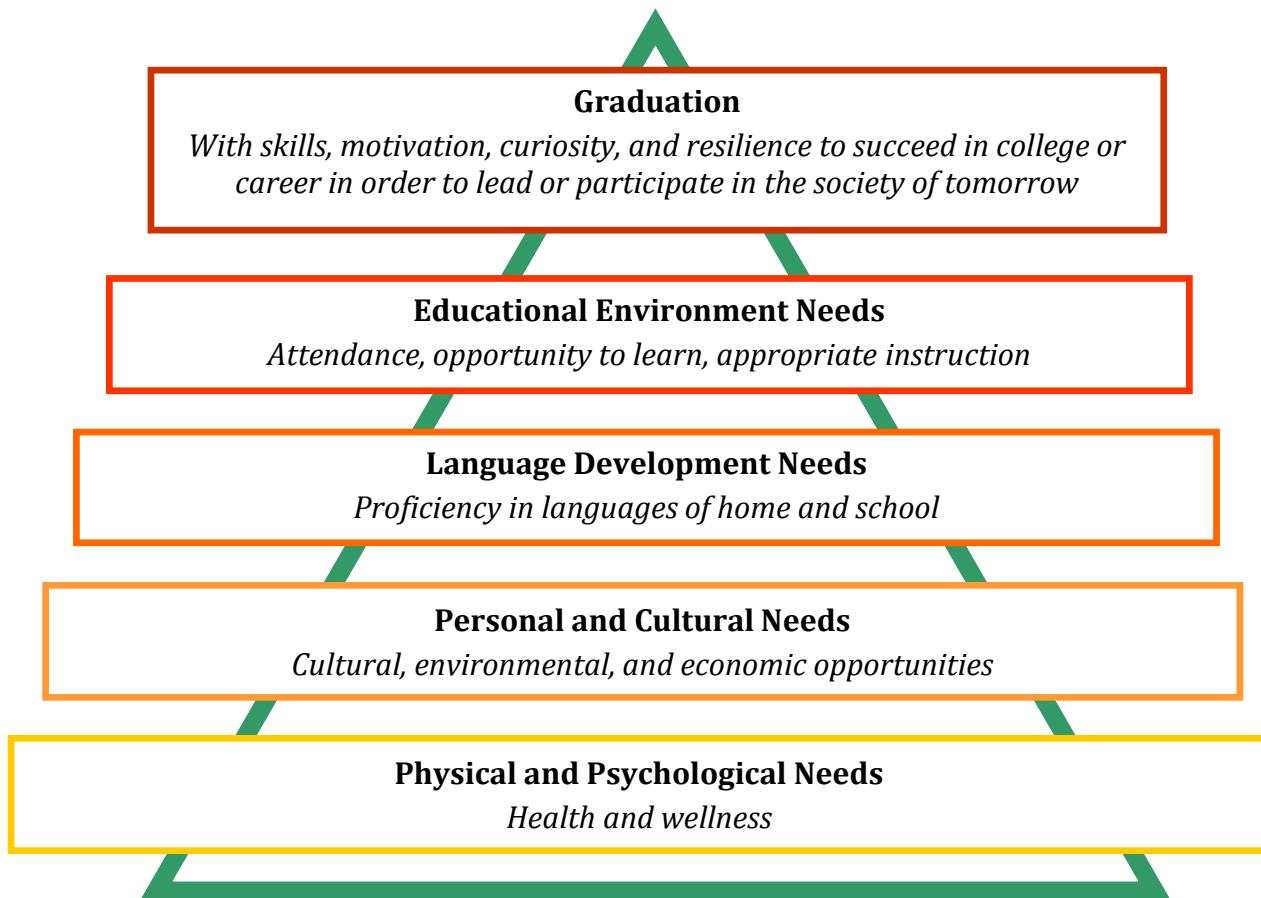 Graduation
With skills, motivation, curiosity, and resilience to succeed in college or
career in order to lead or participate in the society of tomorrow
Educational Environment Needs
Attendance, opportunity to learn, appropriate instruction
Language Development Needs
Proficiency in languages of home and school
Personal and Cultural Needs
Cultural, environmental, and economic opportunities
Physical and Psychological Needs
Health and wellness